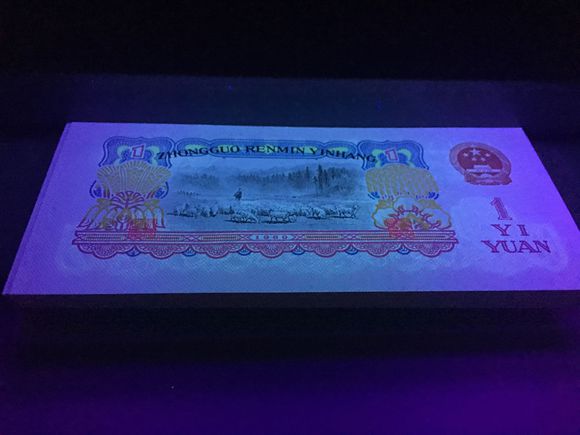 1 ZHONGGUO RENMIN YINHANG 1
1960
1
YI
YUAN